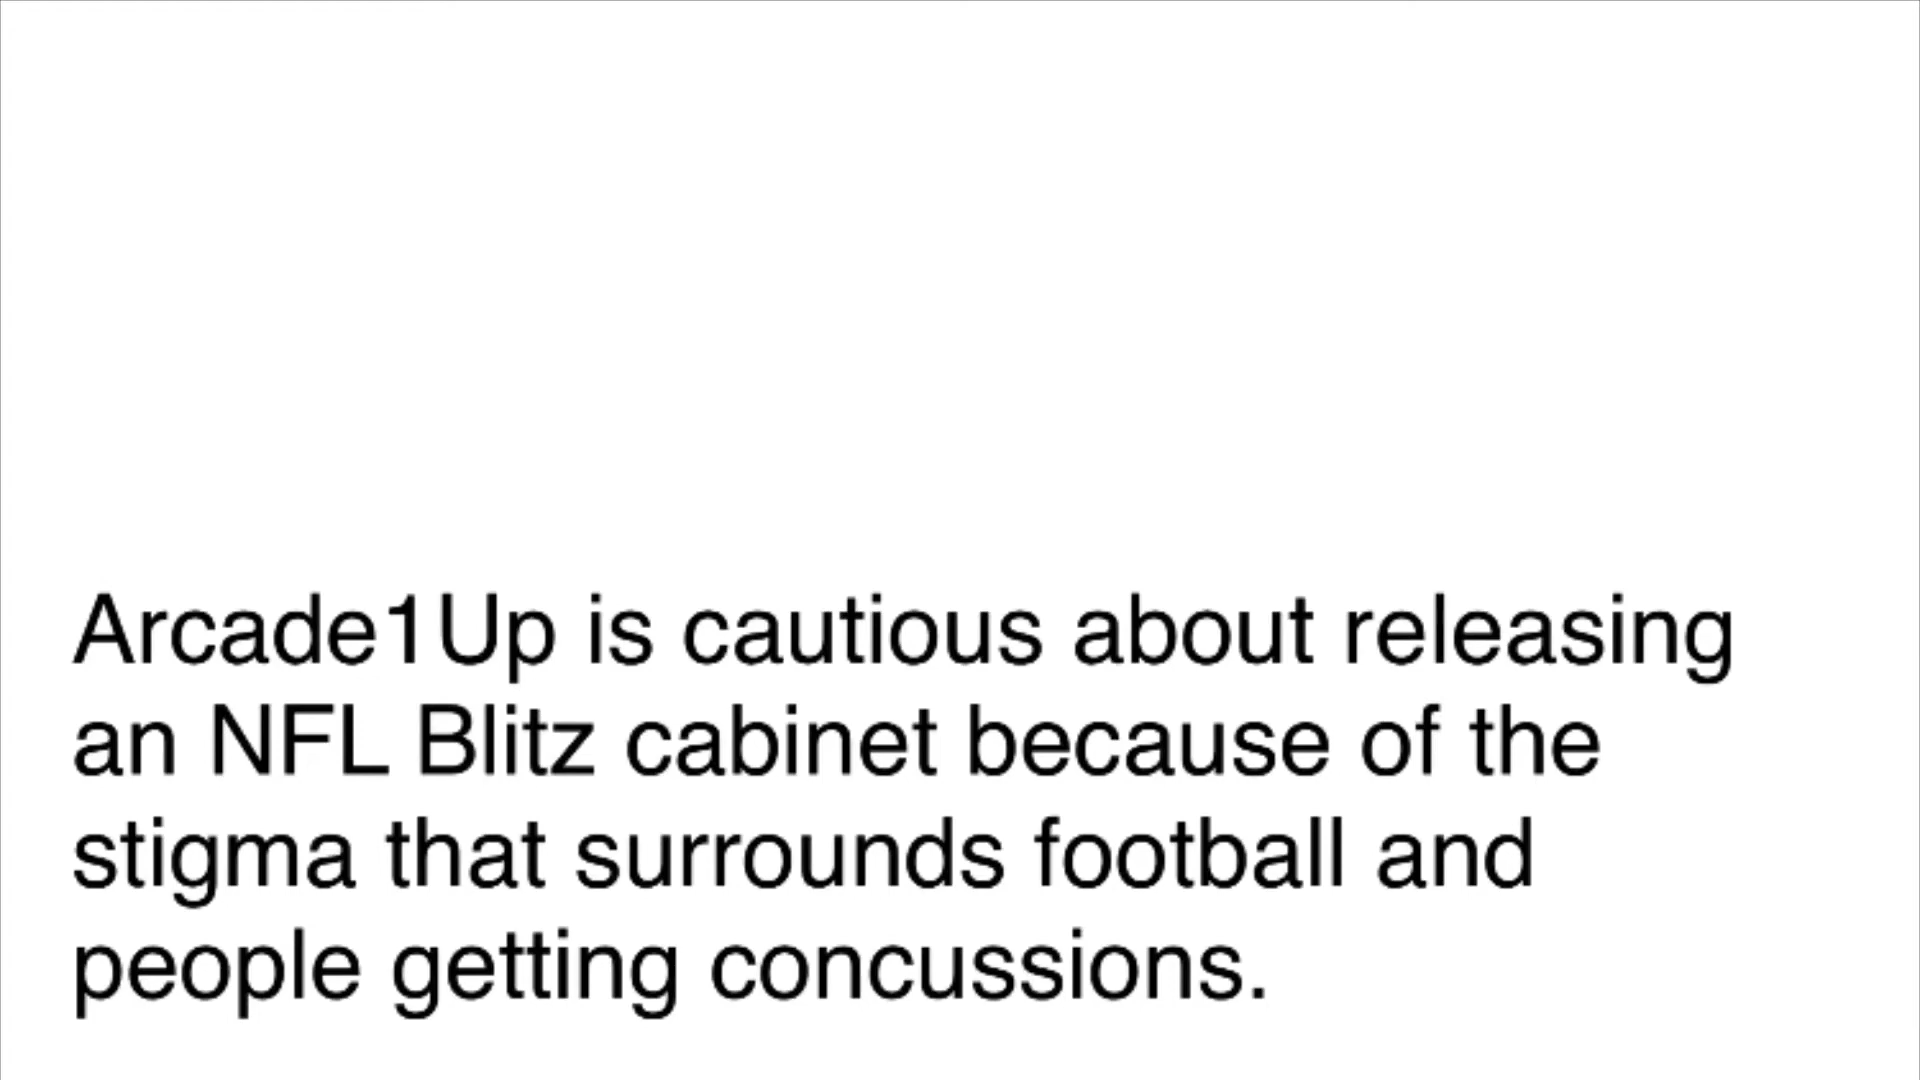 Arcade1Up is cautious about releasing
an NFL Blitz cabinet because of the
stigma that surrounds football and
people getting concussions.